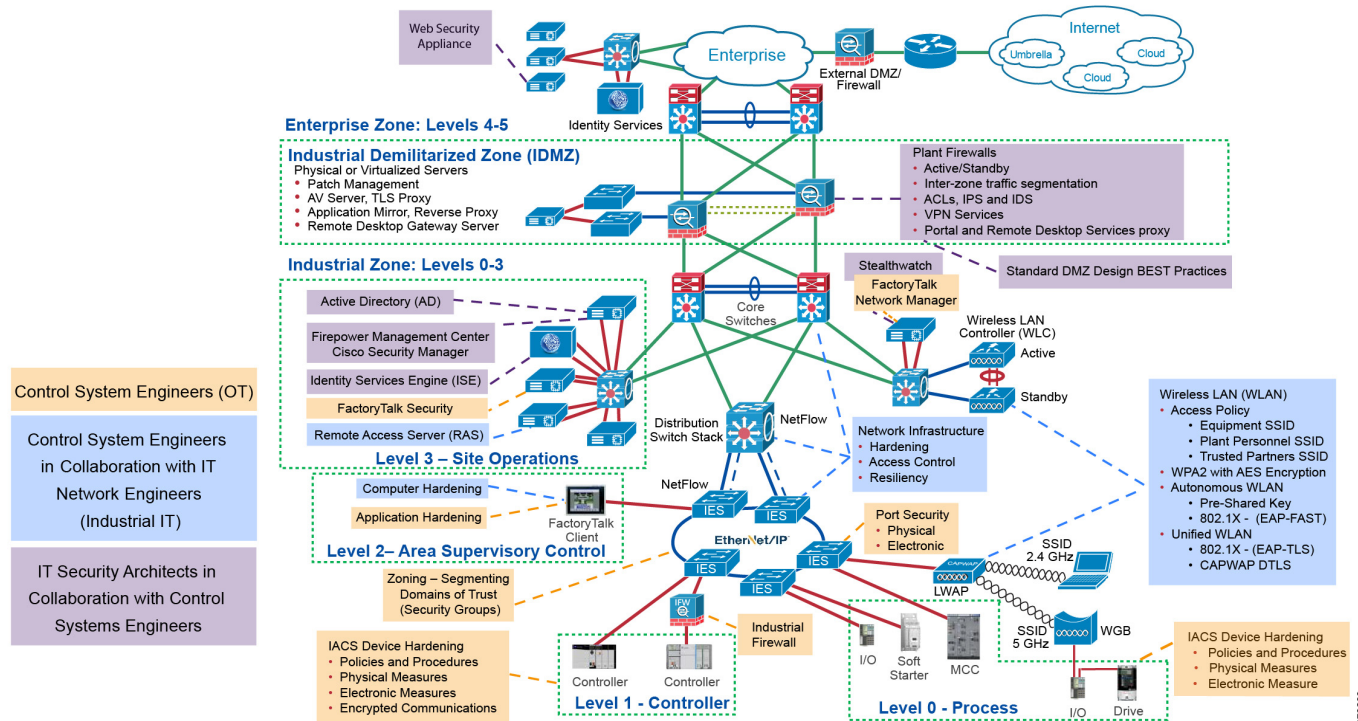 Web Security
Appliance
Identity Services
Enterprise
External DMZ/
Firewall
Internet
Umbrella
Cloud
Cloud
Enterprise Zone: Levels 4-5
Industrial Demilitarized Zone (IDMZ)
Physical or Virtualized Servers
• Patch Management
• AV Server, TLS Proxy
• Application Mirror, Reverse Proxy
• Remote Desktop Gateway Server
Plant Firewalls
• Active/Standby
• Inter-zone traffic segmentation
• ACLs, IPS and IDS
• VPN Services
• Portal and Remote Desktop Services proxy
Standard DMZ Design BEST Practices
Industrial Zone: Levels 0-3
Active Directory (AD)
Firepower Management Center
Cisco Security Manager
Identity Services Engine (ISE)
FactoryTalk Security
Remote Access Server (RAS)
Level 3 – Site Operations
Core
Switches
Stealthwatch
FactoryTalk
Network Manager
Wireless LAN
Controller (WLC)
Active
Standby
Distribution
Switch Stack
NetFlow
Network Infrastructure
• Hardening
• Access Control
• Resiliency
Wireless LAN (WLAN)
• Access Policy
• Equipment SSID
• Plant Personnel SSID
• Trusted Partners SSID
• WPA2 with AES Encryption
• Autonomous WLAN
• Pre-Shared Key
• 802.1X - (EAP-FAST)
• Unified WLAN
• 802.1X - (EAP-TLS)
• CAPWAP DTLS
Control System Engineers (OT)
Control System Engineers
in Collaboration with IT
Network Engineers
(Industrial IT)
IT Security Architects in
Collaboration with Control
Systems Engineers
Computer Hardening
Application Hardening
FactoryTalk
Client
Level 2– Area Supervisory Control
NetFlow
IES
IES
IES
IES
IES
EtherNet/IP™
Port Security
• Physical
• Electronic
Zoning – Segmenting
Domains of Trust
(Security Groups)
IFW
Industrial
Firewall
CAPWAP
LWAP
SSID
2.4 GHz
SSID
5 GHz
WGB
IACS Device Hardening
• Policies and Procedures
• Physical Measures
• Electronic Measures
• Encrypted Communications
Controller
Controller
Level 1 - Controller
I/O
Soft
Starter
MCC
Level 0 - Process
I/O
Drive
IACS Device Hardening
• Policies and Procedures
• Physical Measures
• Electronic Measure